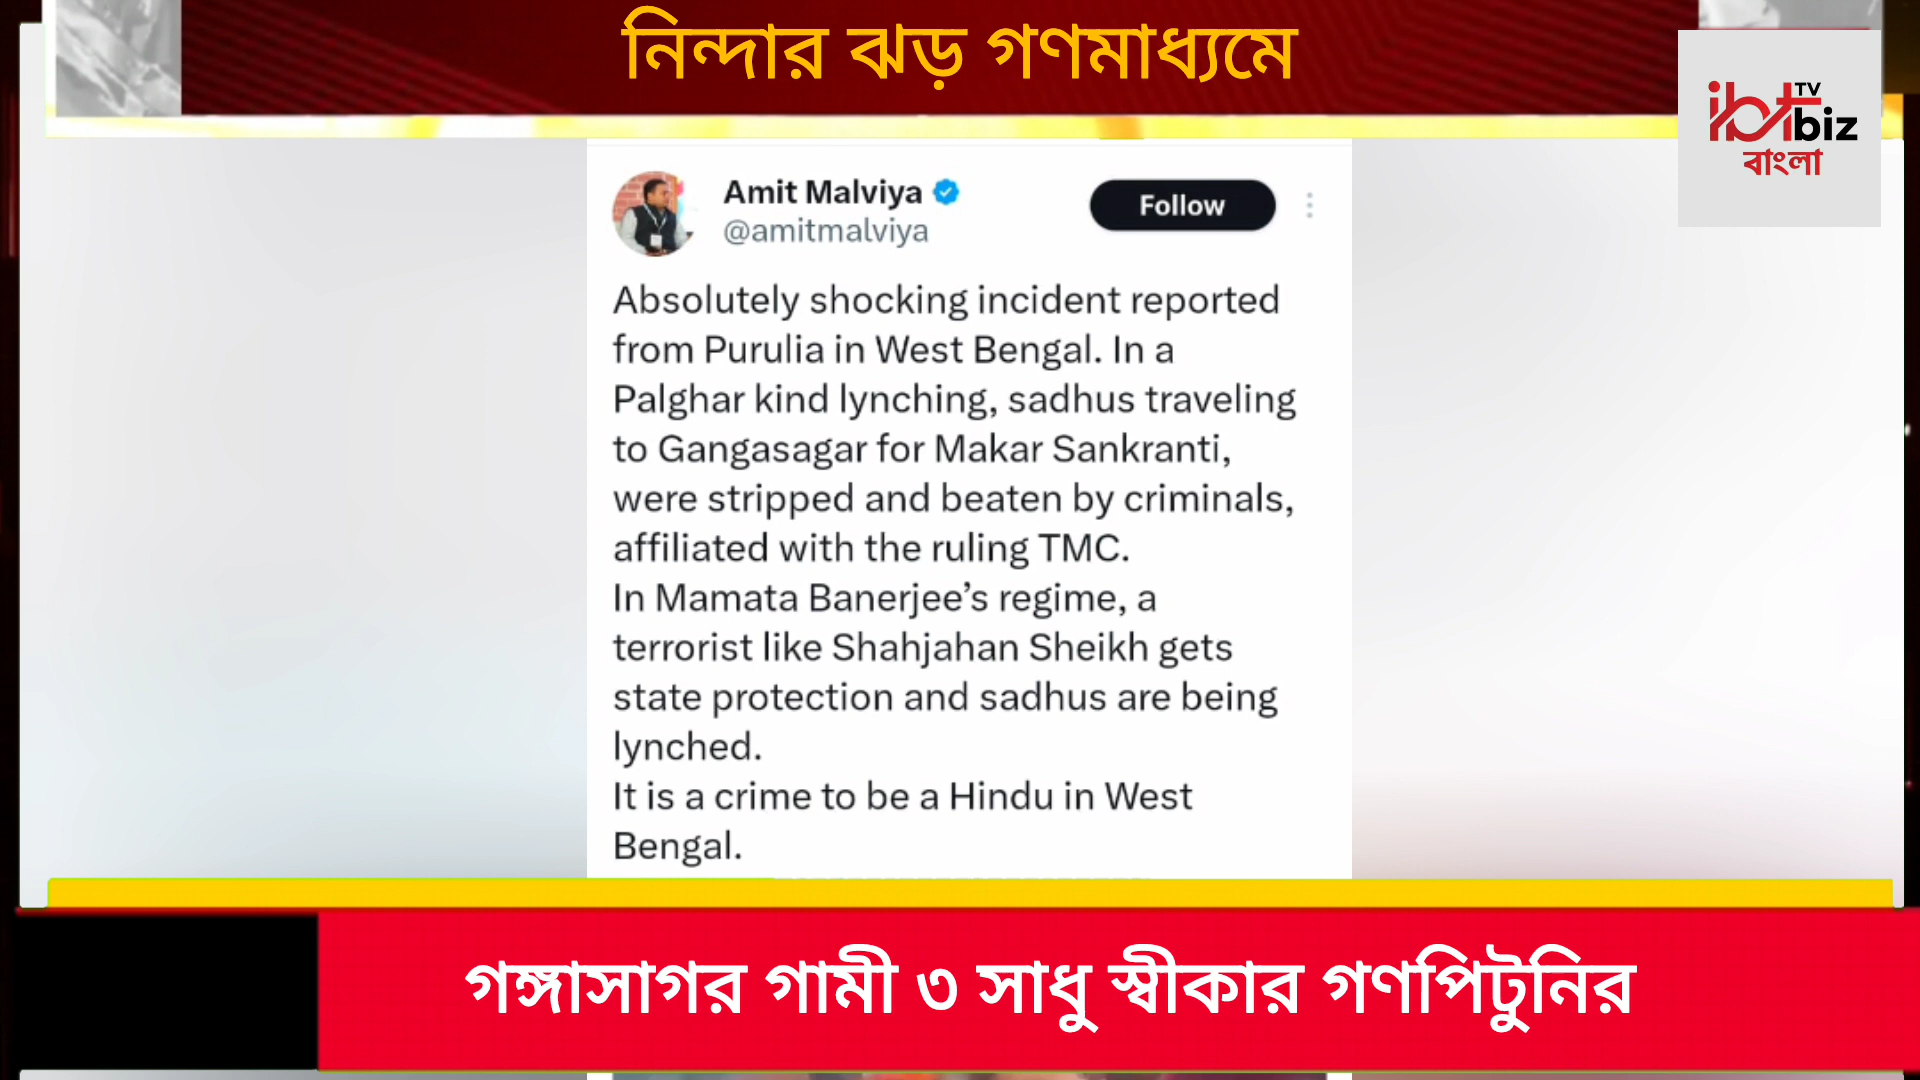 নিন্দার ঝড় গণমাধ্যমে
ibt TV biz
বাংলা
Amit Malviya
@amitmalviya
Follow
Absolutely shocking incident reported
from Purulia in West Bengal. In a
Palghar kind lynching, sadhus traveling
to Gangasagar for Makar Sankranti,
were stripped and beaten by criminals,
affiliated with the ruling TMC.
In Mamata Banerjee’s regime, a
terrorist like Shahjahan Sheikh gets
state protection and sadhus are being
lynched.
It is a crime to be a Hindu in West
Bengal.
গঙ্গাসাগর গামী ৩ সাধু স্বীকার গণপিটুনির